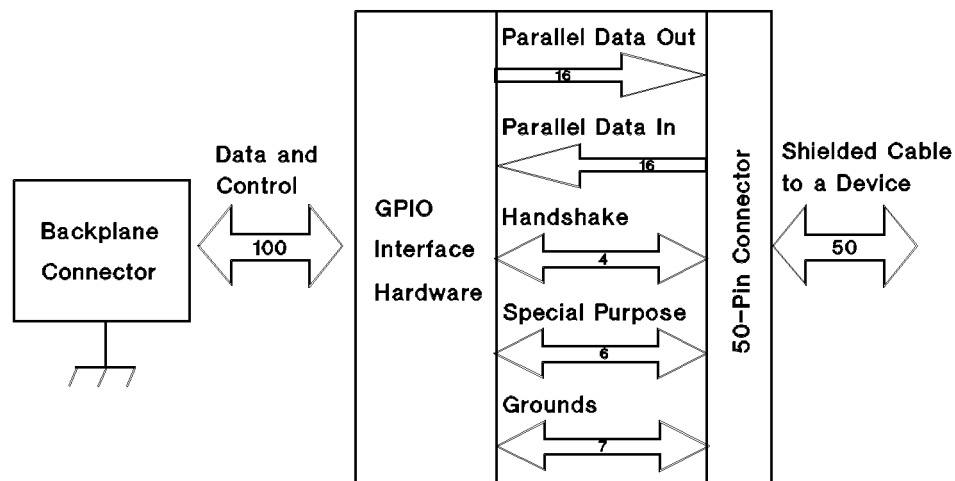 Parallel Data Out
16
Parallel Data In
16
Data and
Control
Shielded Cable
to a Device
GPIO
Interface
Hardware
Handshake
4
Backplane
Connector
100
50-Pin Connector
50
Special Purpose
6
Grounds
7